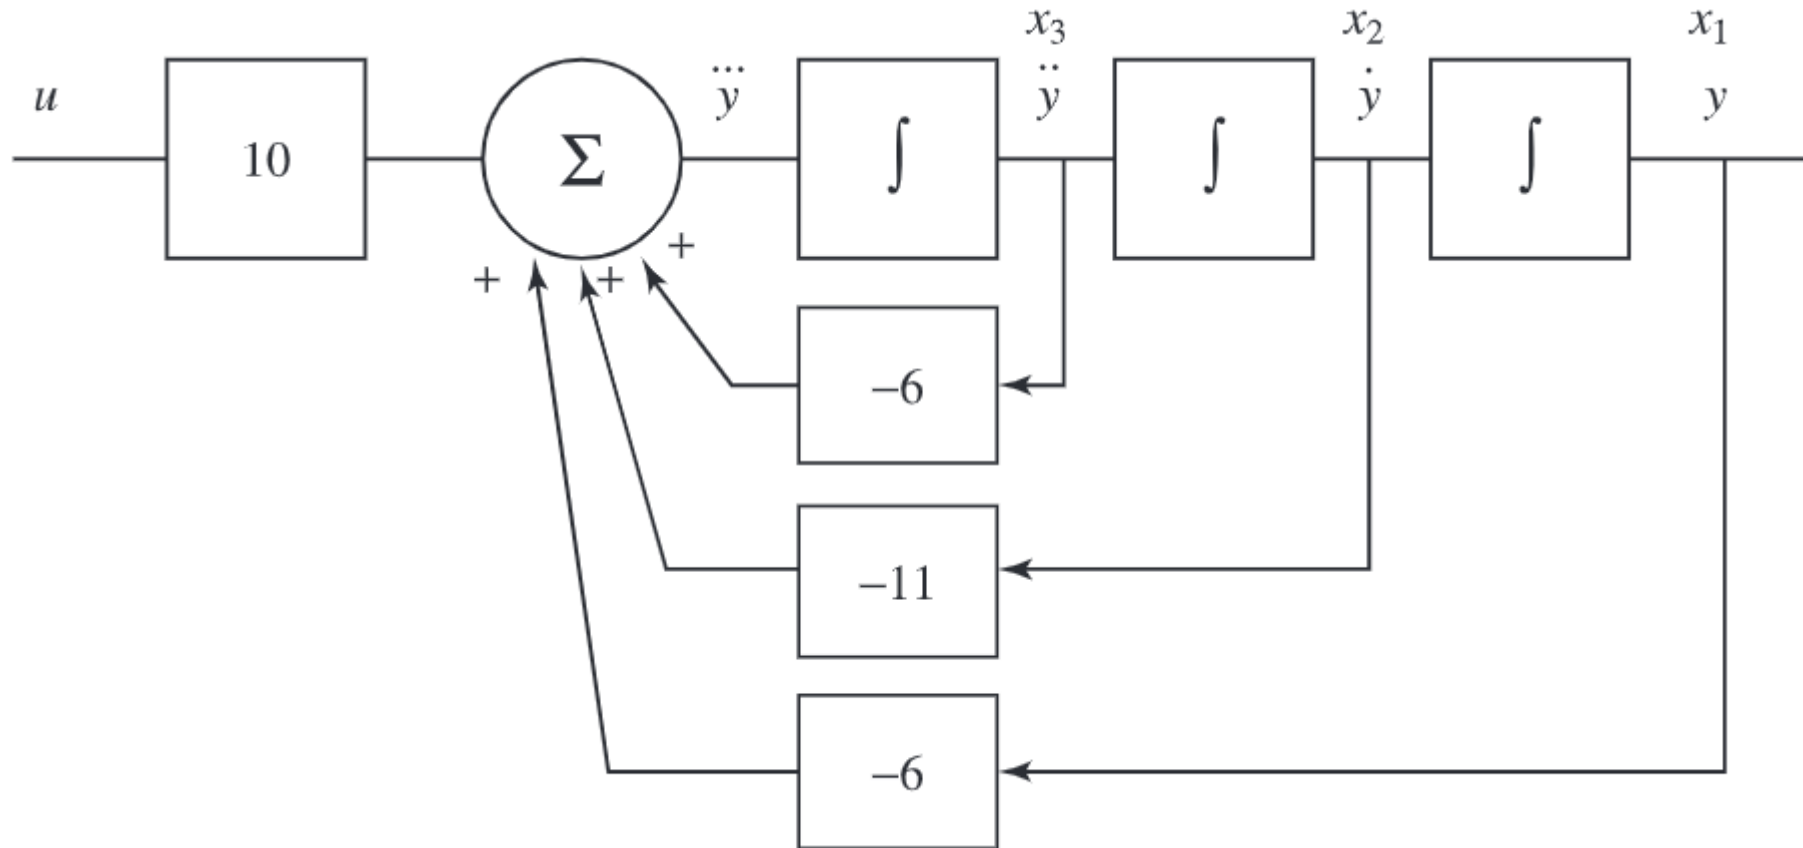 x₃ x₂ x₁
u y⃛ ÿ ẏ y
10 Σ ∫ ∫ ∫
+ + +
−6
−11
−6